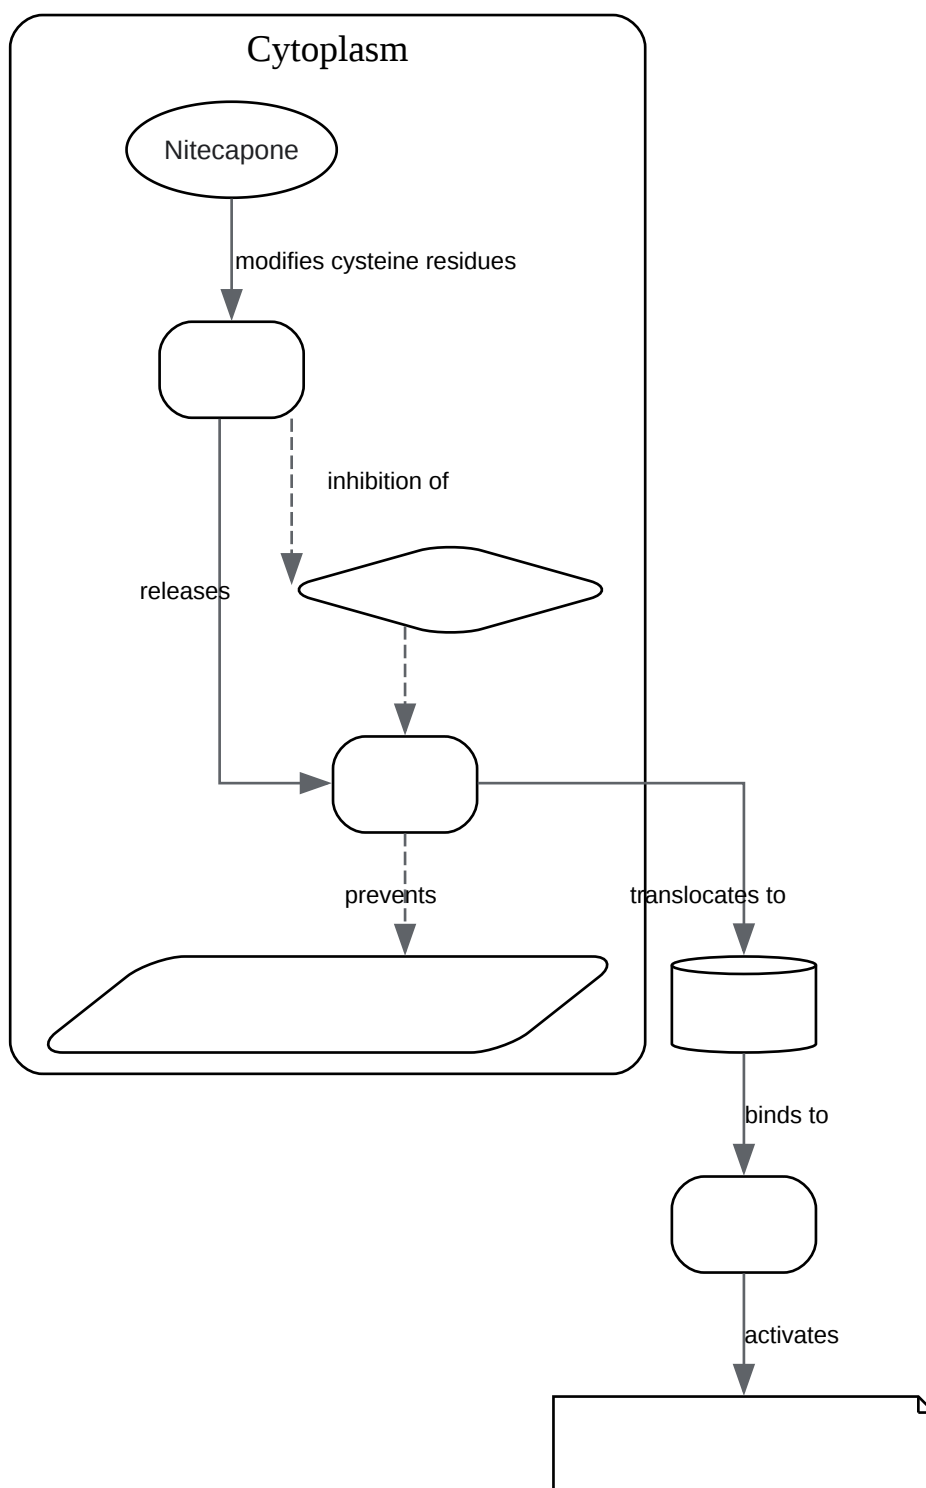 Cytoplasm
Nitecapone
modifies cysteine residues
inhibition of
releases
prevents
translocates to
binds to
activates